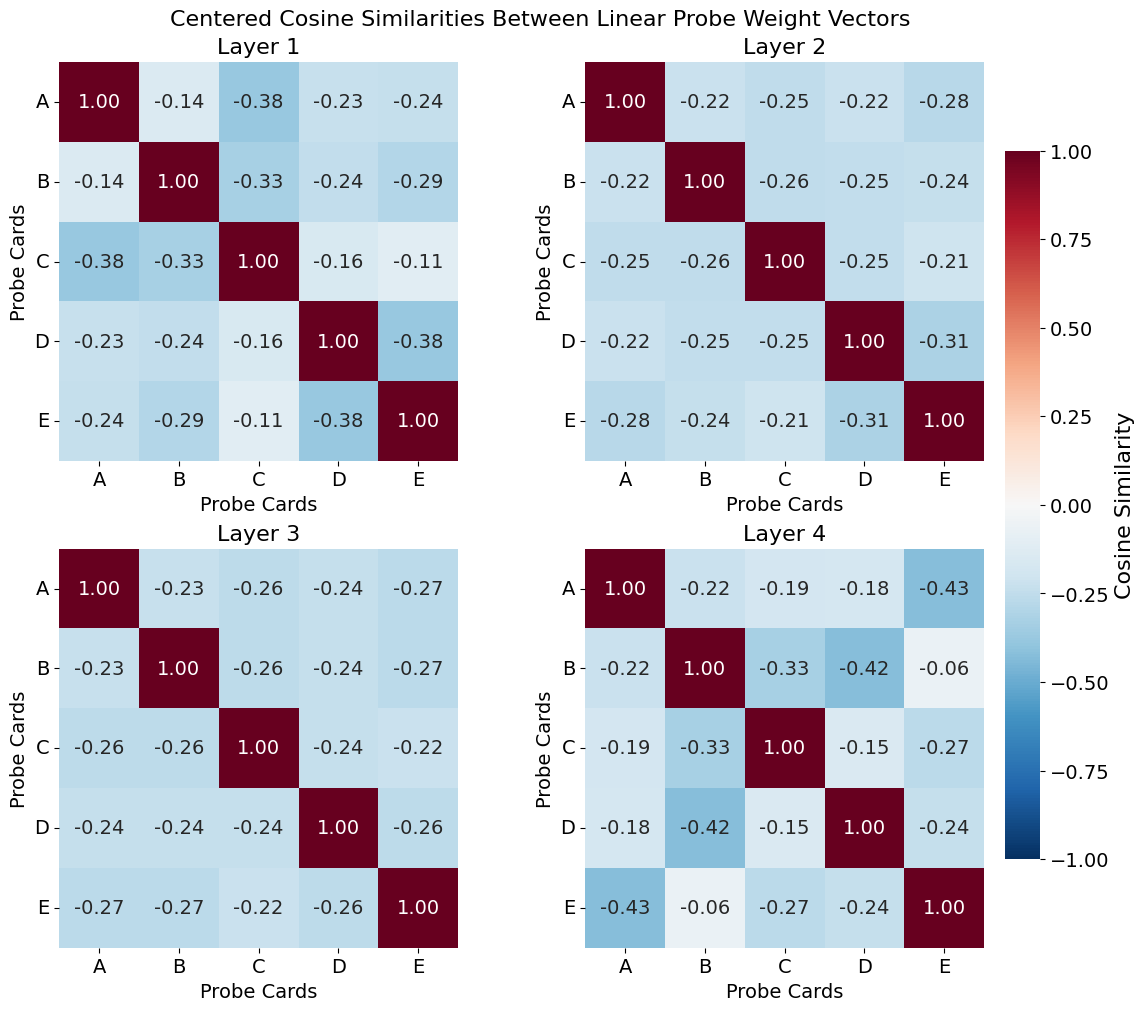 Centered Cosine Similarities Between Linear Probe Weight Vectors
Layer 1
Probe Cards
A 1.00 -0.14 -0.38 -0.23 -0.24
B -0.14 1.00 -0.33 -0.24 -0.29
C -0.38 -0.33 1.00 -0.16 -0.11
D -0.23 -0.24 -0.16 1.00 -0.38
E -0.24 -0.29 -0.11 -0.38 1.00
A B C D E
Probe Cards
Layer 2
Probe Cards
A 1.00 -0.22 -0.25 -0.22 -0.28
B -0.22 1.00 -0.26 -0.25 -0.24
C -0.25 -0.26 1.00 -0.25 -0.21
D -0.22 -0.25 -0.25 1.00 -0.31
E -0.28 -0.24 -0.21 -0.31 1.00
A B C D E
Probe Cards
Layer 3
Probe Cards
A 1.00 -0.23 -0.26 -0.24 -0.27
B -0.23 1.00 -0.26 -0.24 -0.27
C -0.26 -0.26 1.00 -0.24 -0.22
D -0.24 -0.24 -0.24 1.00 -0.26
E -0.27 -0.27 -0.22 -0.26 1.00
A B C D E
Probe Cards
Layer 4
Probe Cards
A 1.00 -0.22 -0.19 -0.18 -0.43
B -0.22 1.00 -0.33 -0.42 -0.06
C -0.19 -0.33 1.00 -0.15 -0.27
D -0.18 -0.42 -0.15 1.00 -0.24
E -0.43 -0.06 -0.27 -0.24 1.00
A B C D E
Probe Cards
1.00
0.75
0.50
0.25
0.00
−0.25
−0.50
−0.75
−1.00
Cosine Similarity